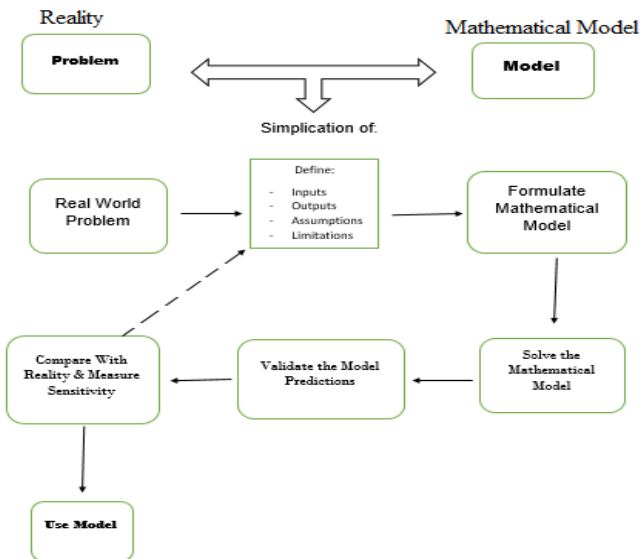 Reality
Mathematical Model
Problem
Model
Simplication of:
Real World
Problem
Define:
- Inputs
- Outputs
- Assumptions
- Limitations
Formulate
Mathematical
Model
Compare With
Reality & Measure
Sensitivity
Validate the Model
Predictions
Solve the
Mathematical
Model
Use Model